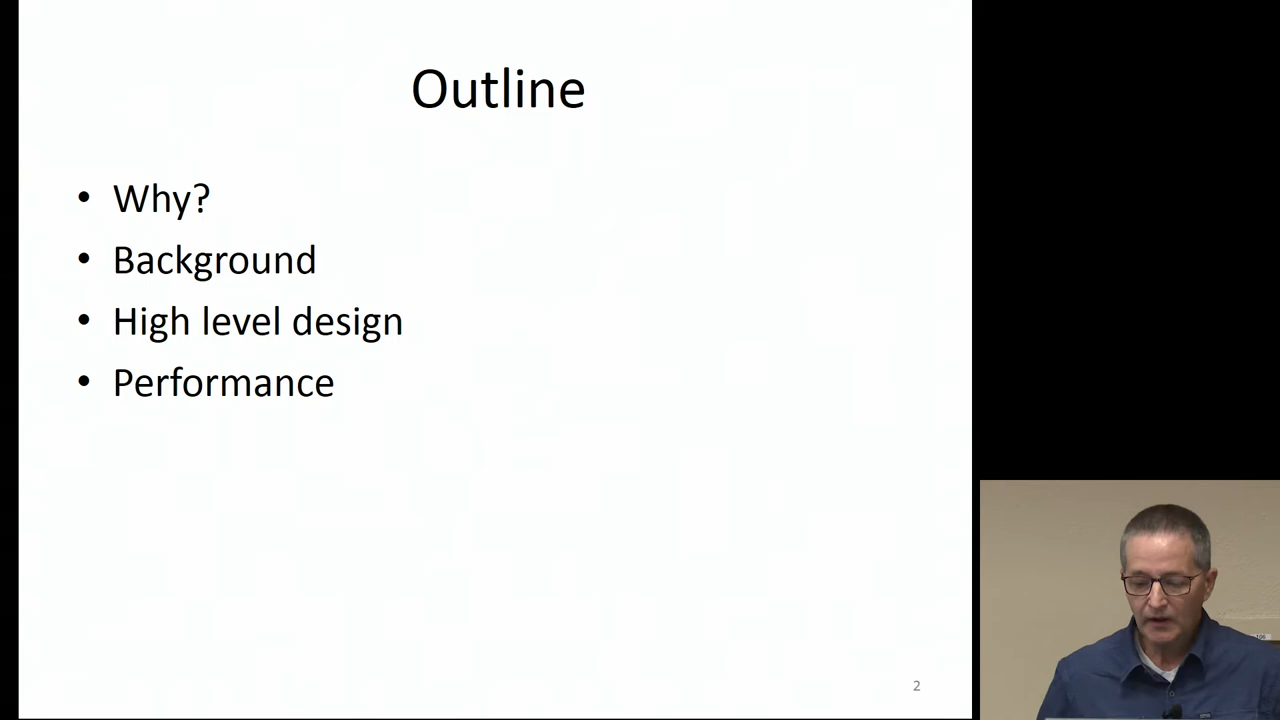 Outline
• Why?
• Background
• High level design
• Performance
2